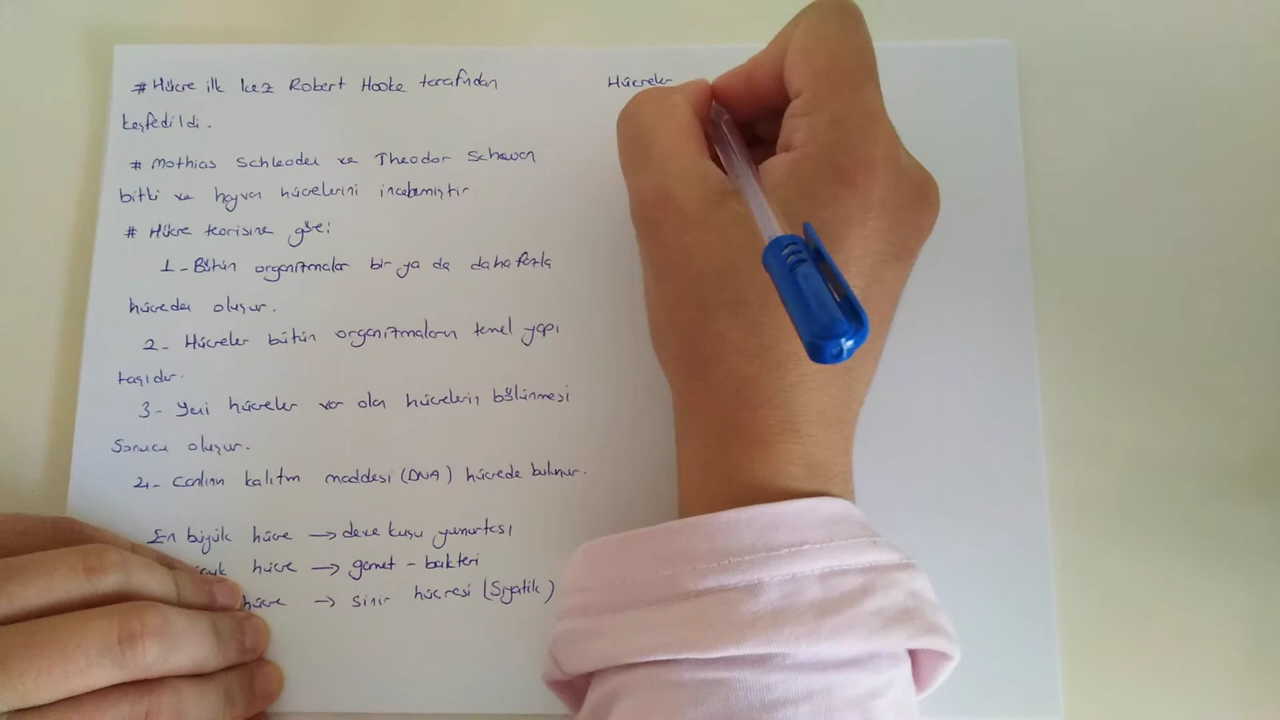 # Hücre ilk kez Robert Hooke tarafından
keşfedildi.
# Mathias Schleiden ve Theodor Schwan
bitki ve hayvan hücrelerini incelemiştir
# Hücre teorisine göre;
1- Bütün organizmalar bir ya da daha fazla
hücreden oluşur.
2- Hücreler bütün organizmaların temel yapı
taşıdır.
3- Yeni hücreler var olan hücrelerin bölünmesi
sonucu oluşur.
4- Canlının kalıtım maddesi (DNA) hücrede bulunur.
En büyük hücre → deve kuşu yumurtası
hücre → gamet - bakteri
hücre → sinir hücresi (Siyatik)
Hücreler